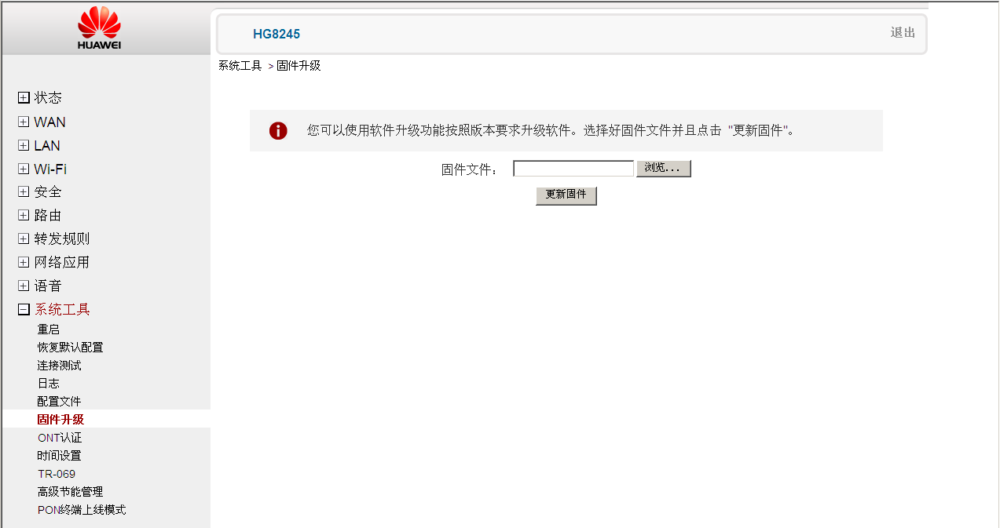 HUAWEI
HG8245
退出
系统工具 > 固件升级
状态
WAN
LAN
Wi-Fi
安全
路由
转发规则
网络应用
语音
系统工具
重启
恢复默认配置
连接测试
日志
配置文件
固件升级
ONT认证
时间设置
TR-069
高级节能管理
PON终端上线模式
您可以使用软件升级功能按照版本要求升级软件。选择好固件文件并且点击 "更新固件"。
固件文件： 浏览...
更新固件